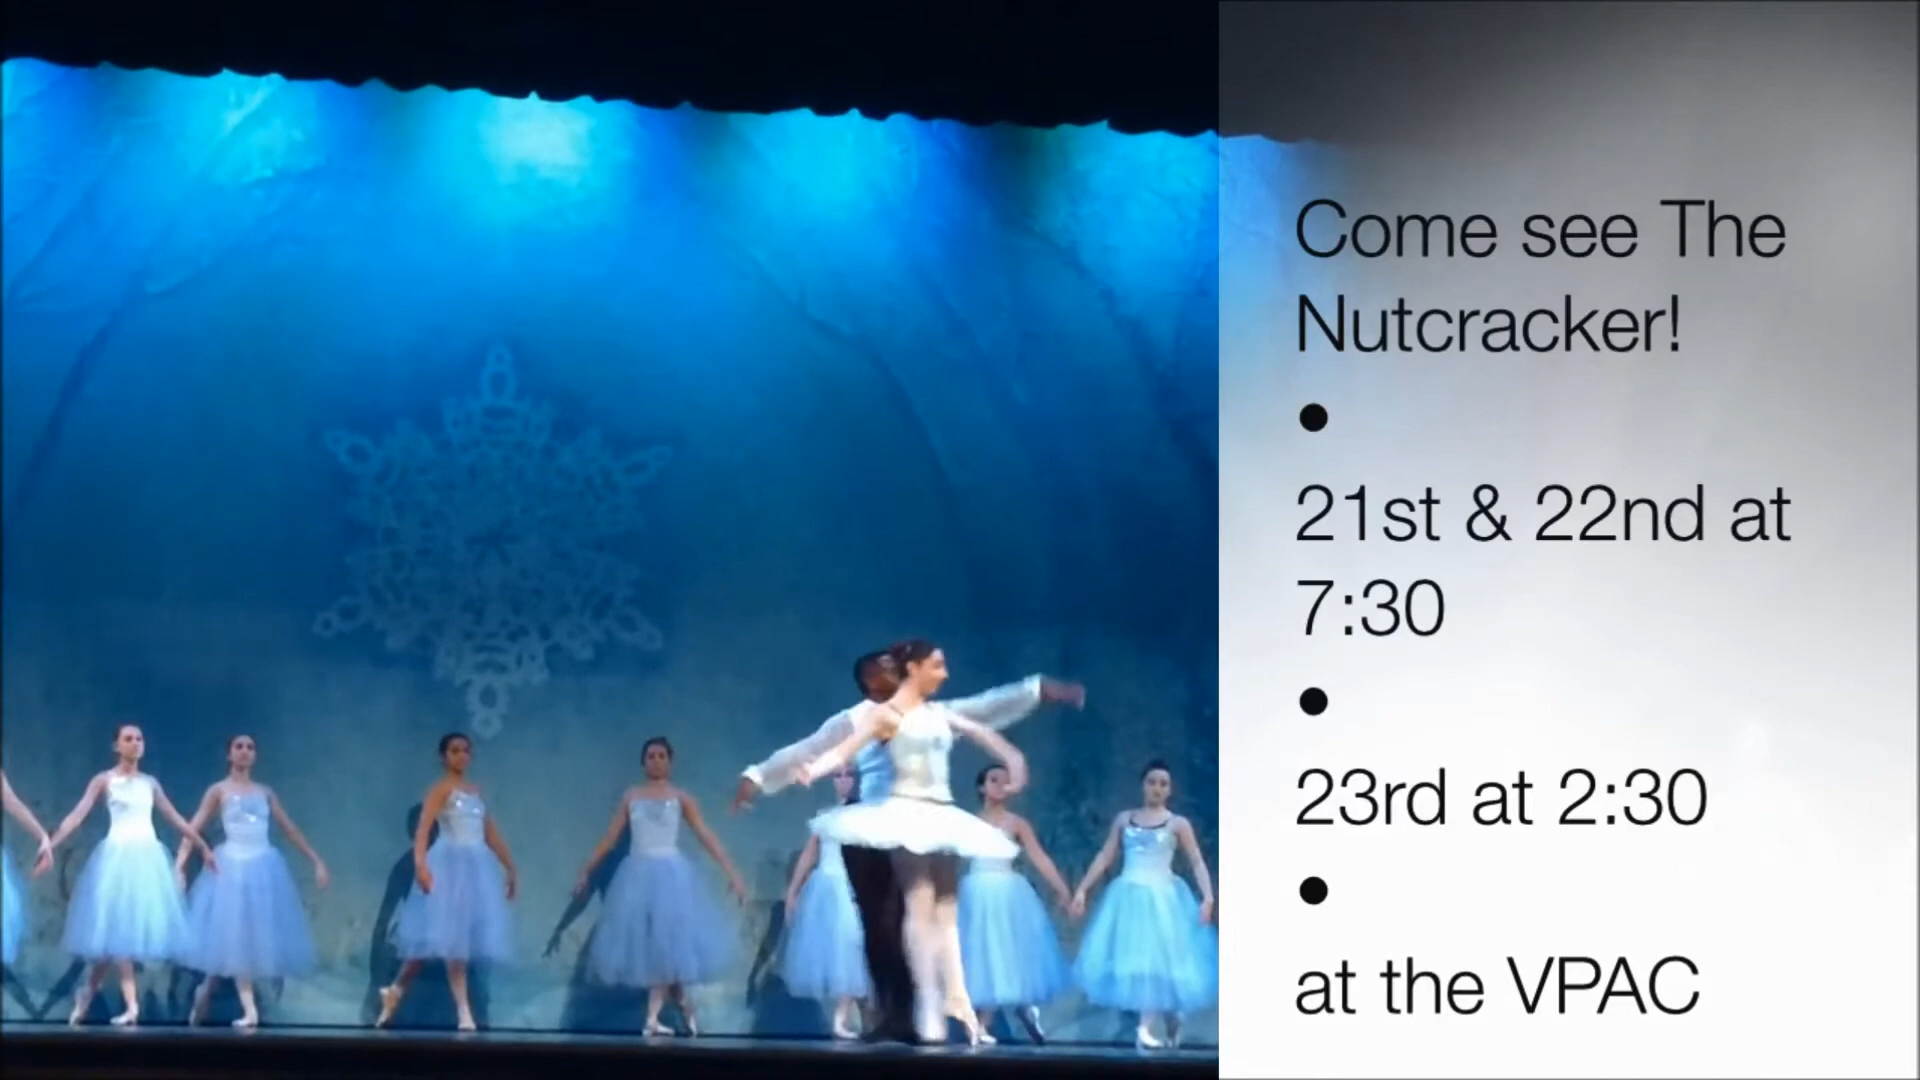 Come see The
Nutcracker!
•
21st & 22nd at
7:30
•
23rd at 2:30
•
at the VPAC